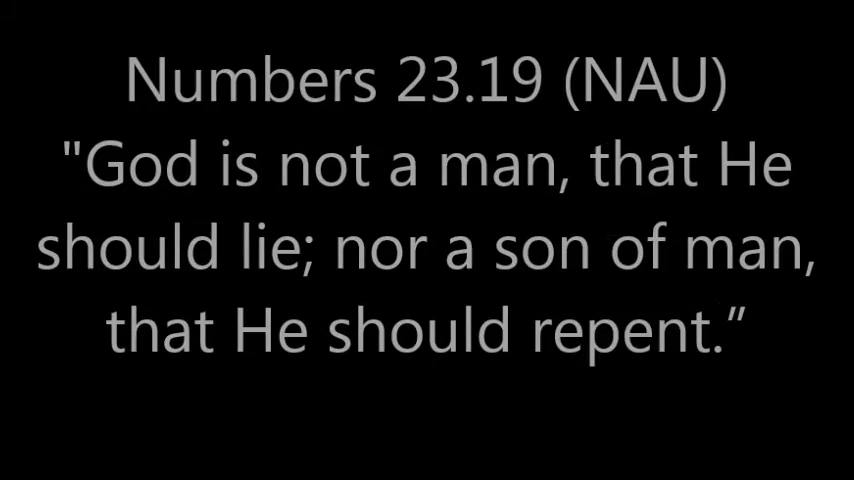 Numbers 23.19 (NAU)
"God is not a man, that He
should lie; nor a son of man,
that He should repent.”